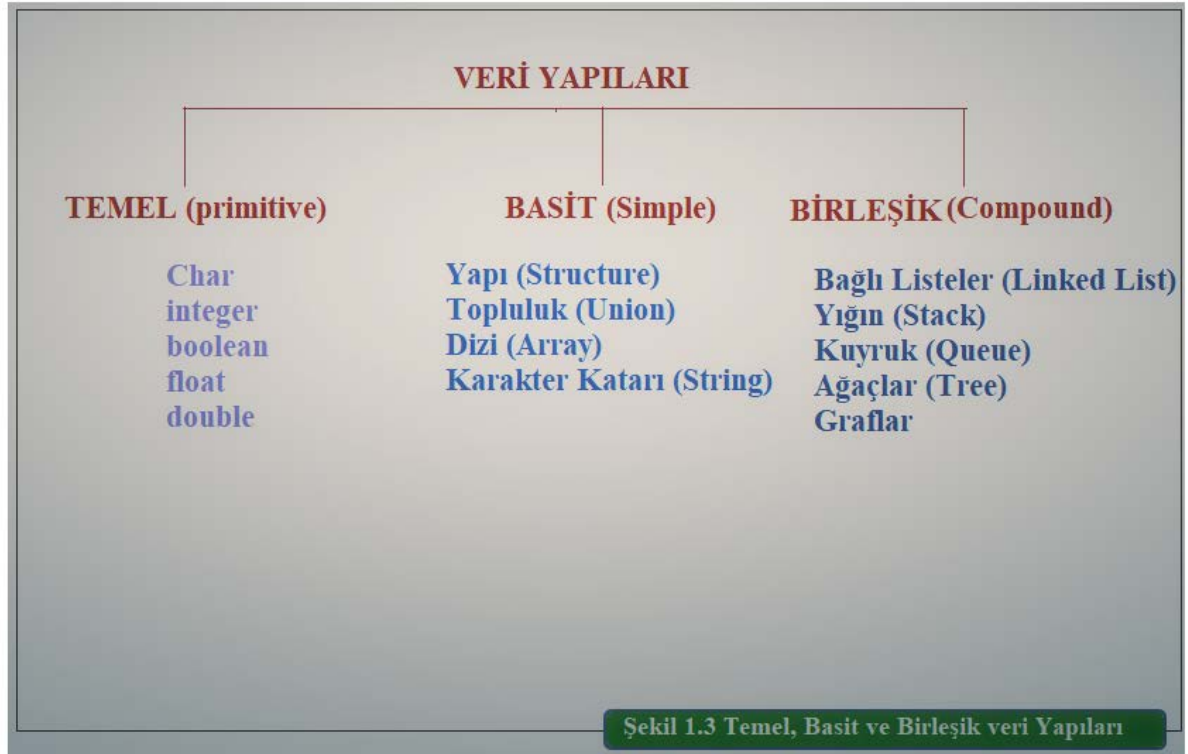 VERİ YAPILARI
TEMEL (primitive)
Char
integer
boolean
float
double
BASİT (Simple)
Yapı (Structure)
Topluluk (Union)
Dizi (Array)
Karakter Katarı (String)
BİRLEŞİK (Compound)
Bağlı Listeler (Linked List)
Yığın (Stack)
Kuyruk (Queue)
Ağaçlar (Tree)
Graflar
Şekil 1.3 Temel, Basit ve Birleşik veri Yapıları